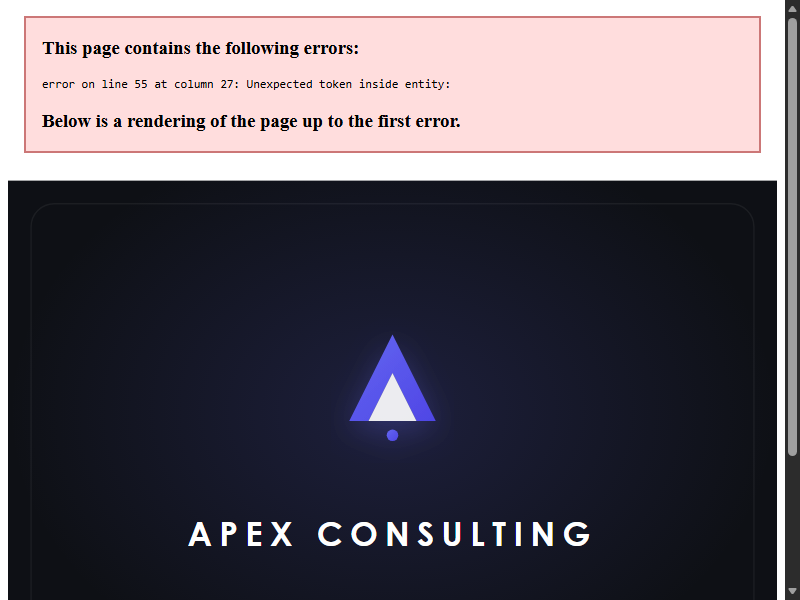 This page contains the following errors:
error on line 55 at column 27: Unexpected token inside entity:
Below is a rendering of the page up to the first error.
APEX CONSULTING